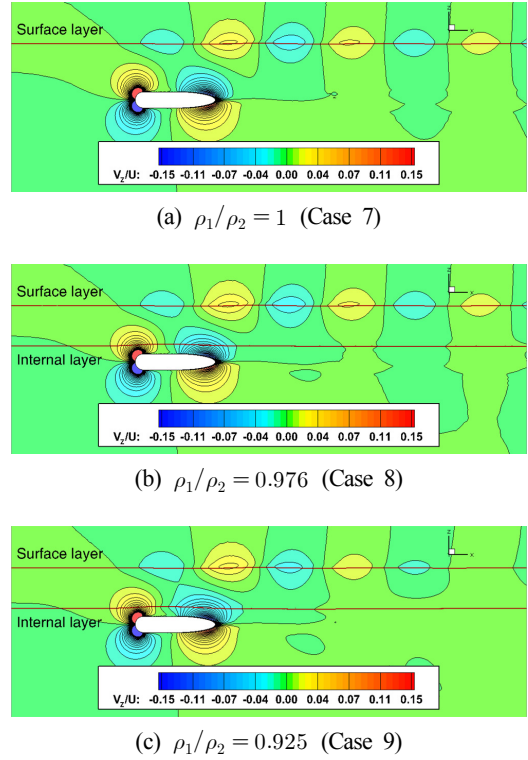 Surface layer
z
x
V_z/U: -0.15 -0.11 -0.07 -0.04 0.00 0.04 0.07 0.11 0.15
(a) ρ₁/ρ₂ = 1 (Case 7)
Surface layer
z
x
Internal layer
V_z/U: -0.15 -0.11 -0.07 -0.04 0.00 0.04 0.07 0.11 0.15
(b) ρ₁/ρ₂ = 0.976 (Case 8)
Surface layer
z
x
Internal layer
V_z/U: -0.15 -0.11 -0.07 -0.04 0.00 0.04 0.07 0.11 0.15
(c) ρ₁/ρ₂ = 0.925 (Case 9)